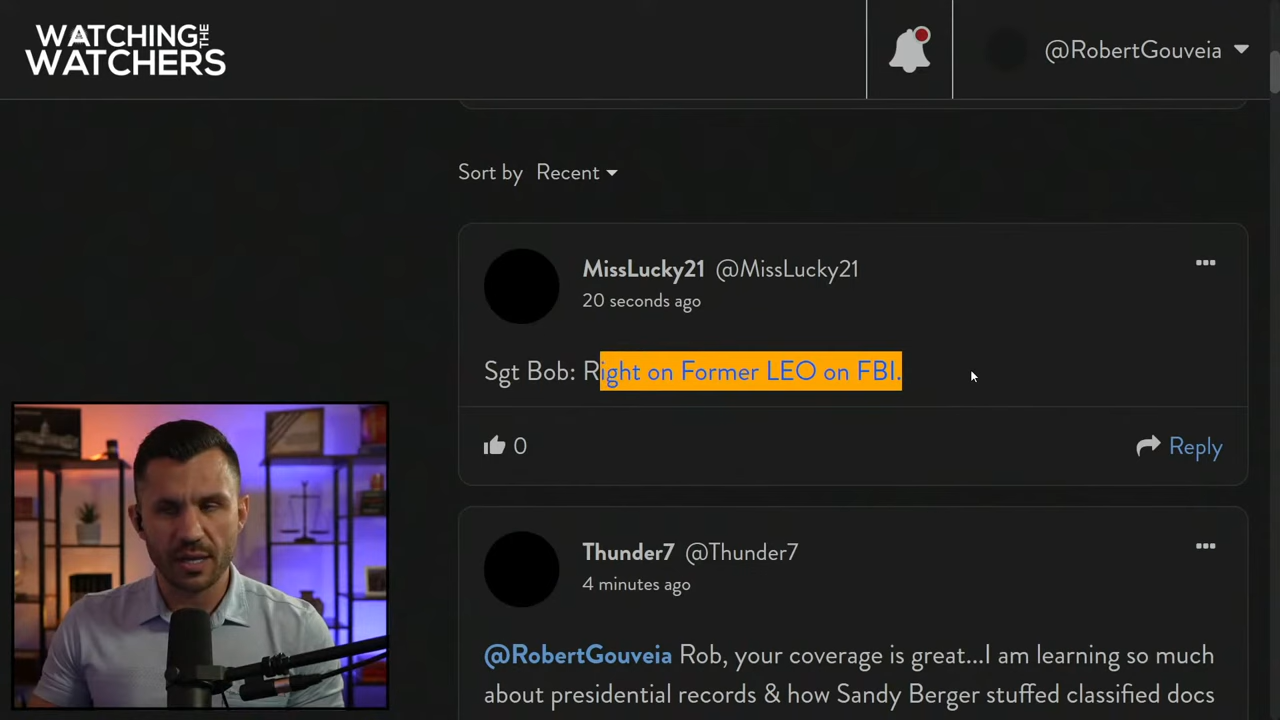 WATCHING THE
WATCHERS
@RobertGouveia
Sort by Recent
MissLucky21 @MissLucky21
20 seconds ago
Sgt Bob: Right on Former LEO on FBI.
0
Reply
Thunder7 @Thunder7
4 minutes ago
@RobertGouveia Rob, your coverage is great...I am learning so much
about presidential records & how Sandy Berger stuffed classified docs